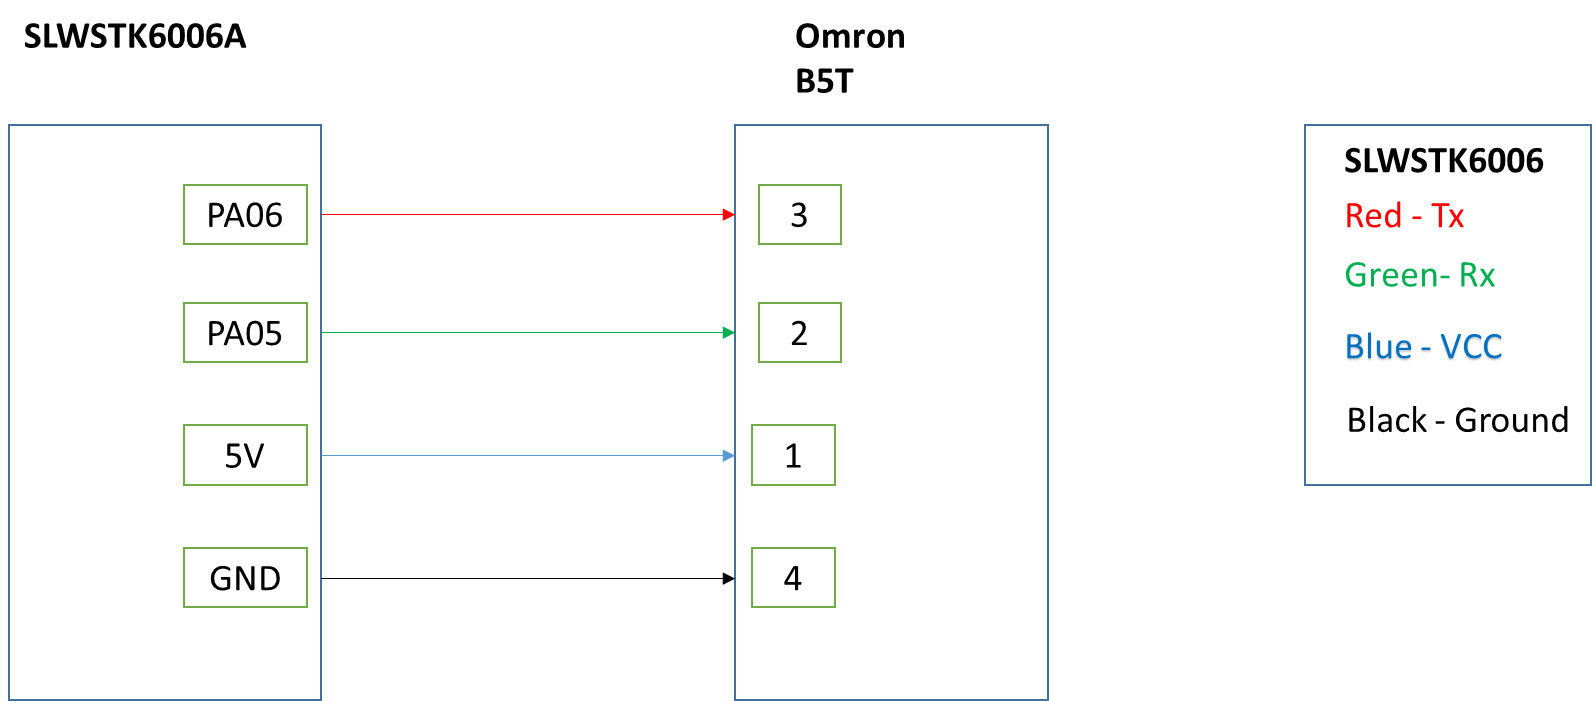 SLWSTK6006A
Omron
B5T
PA06
3
PA05
2
5V
1
GND
4
SLWSTK6006
Red - Tx
Green- Rx
Blue - VCC
Black - Ground